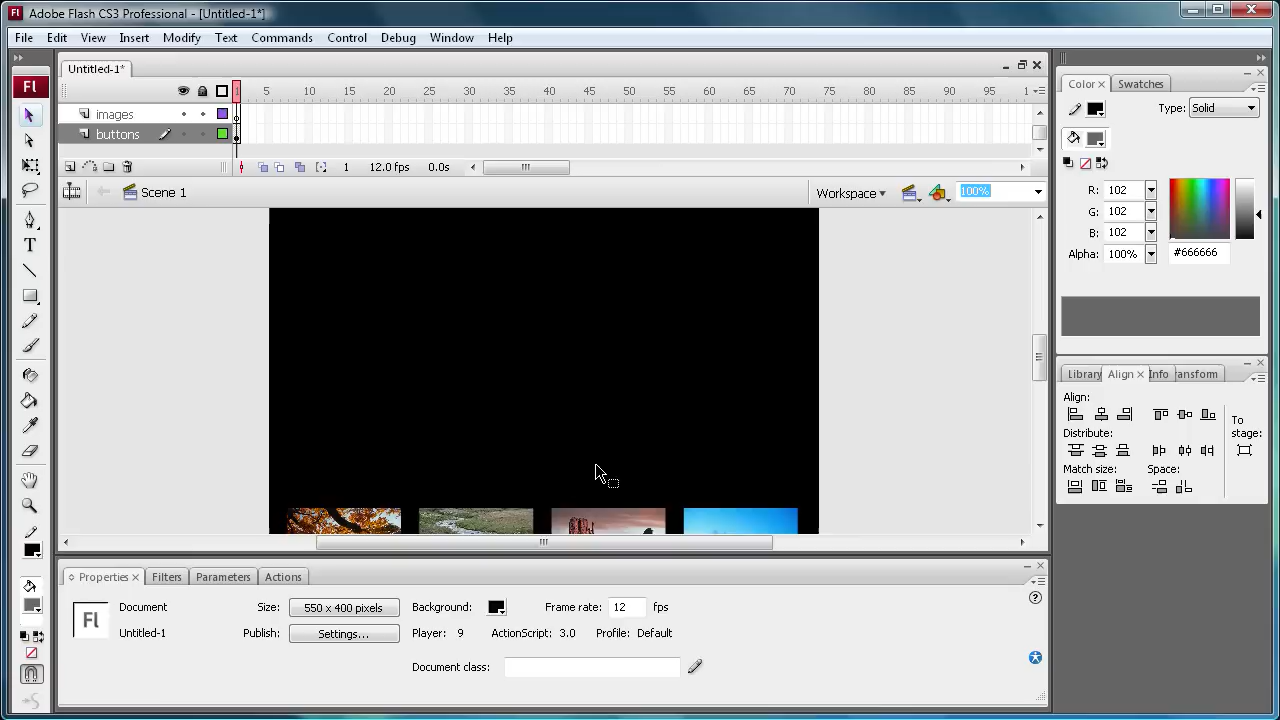 Fl Adobe Flash CS3 Professional - [Untitled-1*]
File Edit View Insert Modify Text Commands Control Debug Window Help
Untitled-1*
Fl
1 5 10 15 20 25 30 35 40 45 50 55 60 65 70 75 80 85 90 95 1
images
buttons
1 12.0 fps 0.0s
Scene 1
Workspace
100%
Color
Swatches
Type: Solid
R: 102
G: 102
B: 102
Alpha: 100%
#666666
Library Align Info ransform
Align:
To stage:
Distribute:
Match size:
Space:
Properties Filters Parameters Actions
Fl
Document
Untitled-1
Size: 550 x 400 pixels
Background:
Frame rate: 12 fps
Publish: Settings...
Player: 9 ActionScript: 3.0 Profile: Default
Document class: